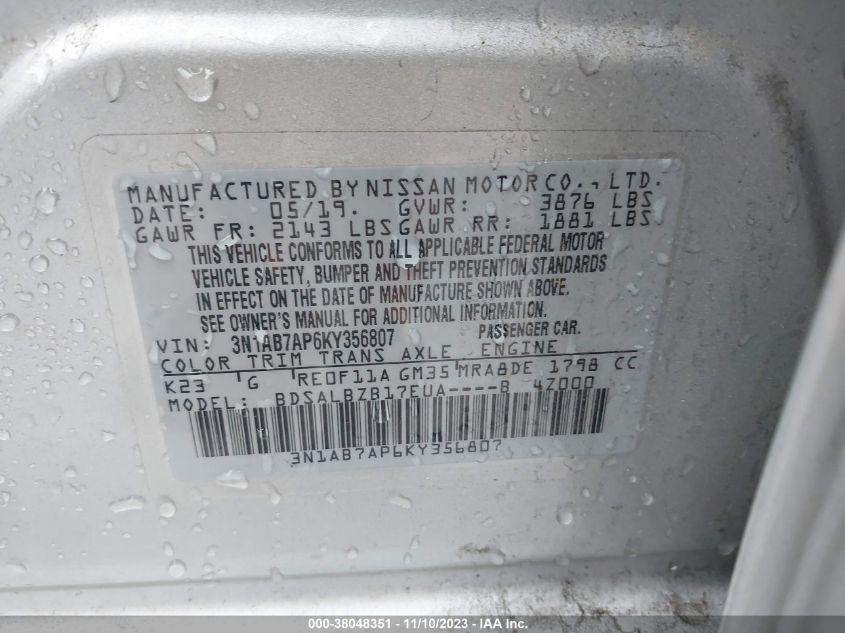 MANUFACTURED BY NISSAN MOTOR CO., LTD.
DATE: 05/19. GVWR: 3876 LBS
GAWR FR: 2143 LBS GAWR RR: 1881 LBS
THIS VEHICLE CONFORMS TO ALL APPLICABLE FEDERAL MOTOR
VEHICLE SAFETY, BUMPER AND THEFT PREVENTION STANDARDS
IN EFFECT ON THE DATE OF MANUFACTURE SHOWN ABOVE.
SEE OWNER'S MANUAL FOR ADDITIONAL INFORMATION.
VIN: 3N1AB7AP6KY356807 PASSENGER CAR.
COLOR TRIM TRANS AXLE ENGINE
K23 G RE0F11A GM35 MRA8DE 1798 CC
MODEL: BDSALBZB17EUA----B 4Z000
3N1AB7AP6KY356807
000-38048351 - 11/10/2023 - IAAI.com